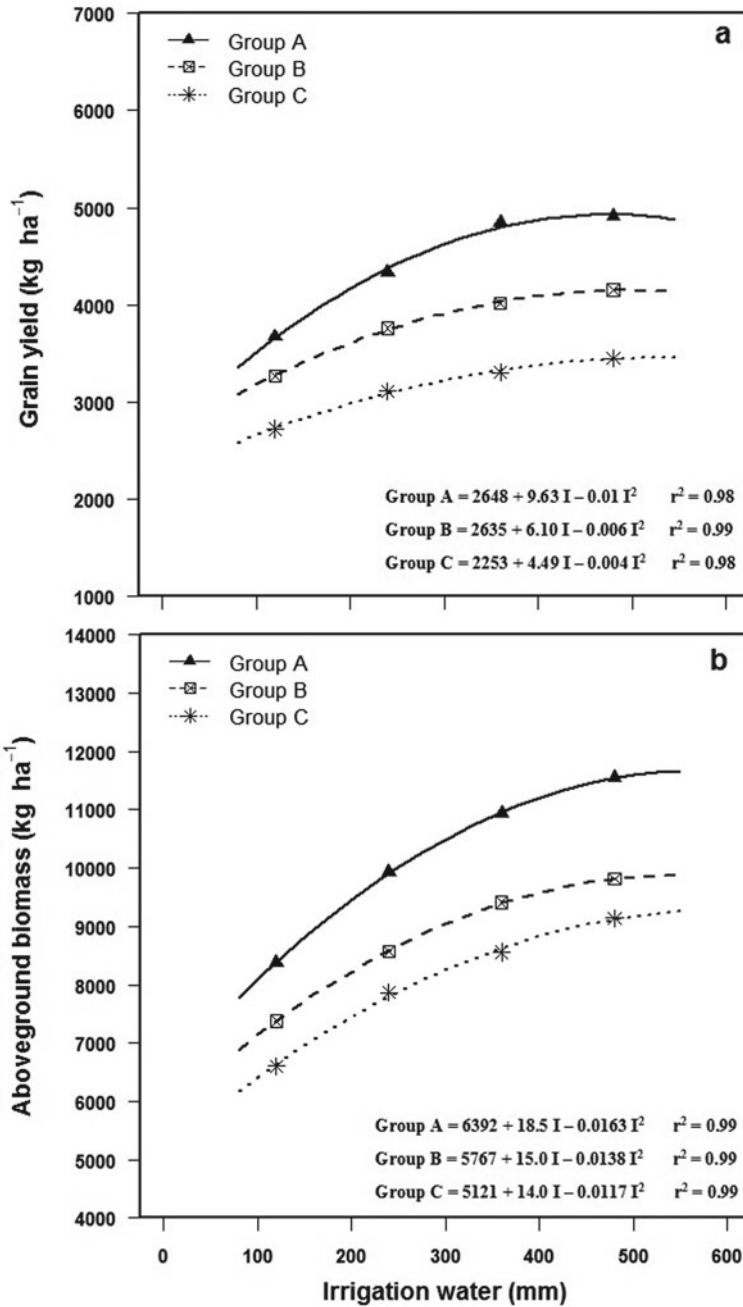 a
Group A
Group B
Group C
7000
6000
5000
4000
3000
2000
1000
Grain yield (kg ha⁻¹)
Group A = 2648 + 9.63 I – 0.01 I² r² = 0.98
Group B = 2635 + 6.10 I – 0.006 I² r² = 0.99
Group C = 2253 + 4.49 I – 0.004 I² r² = 0.98
b
Group A
Group B
Group C
14000
13000
12000
11000
10000
9000
8000
7000
6000
5000
4000
Aboveground biomass (kg ha⁻¹)
Group A = 6392 + 18.5 I – 0.0163 I² r² = 0.99
Group B = 5767 + 15.0 I – 0.0138 I² r² = 0.99
Group C = 5121 + 14.0 I – 0.0117 I² r² = 0.99
0 100 200 300 400 500 600
Irrigation water (mm)